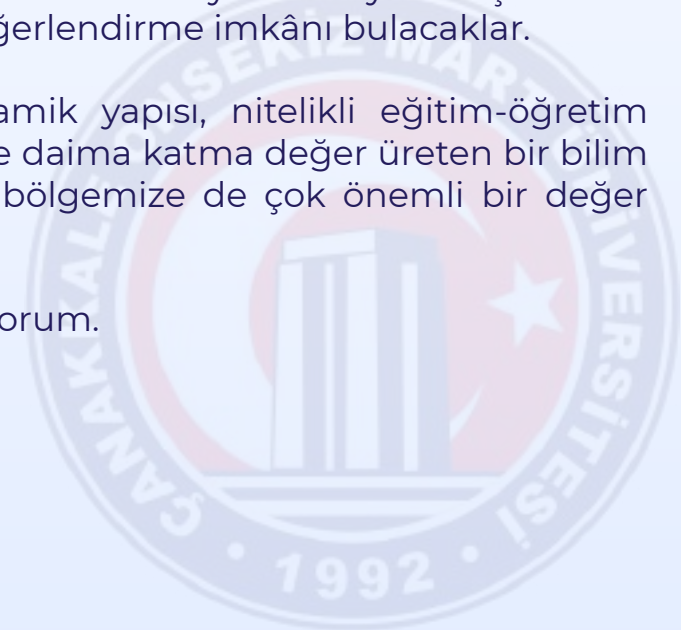 ğerlendirme imkânı bulacaklar.
amik yapısı, nitelikli eğitim-öğretim
e daima katma değer üreten bir bilim
bölgemize de çok önemli bir değer
orum.
ÇANAKKALE ONSEKİZ MART ÜNİVERSİTESİ
• 1992 •